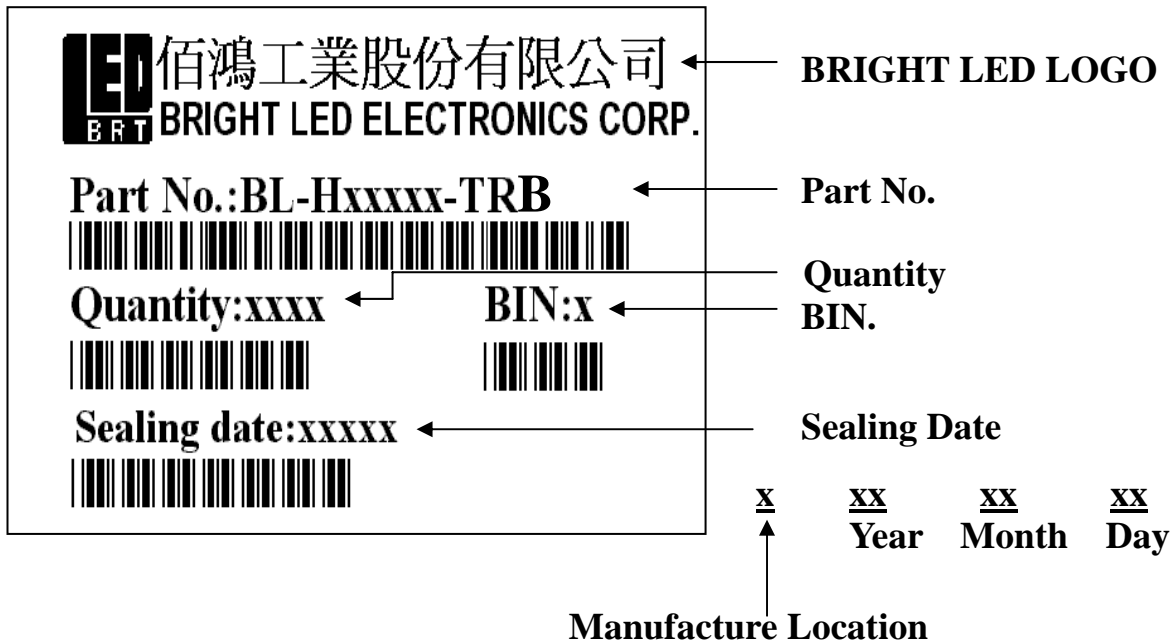 LED
BRT
佰鴻工業股份有限公司
BRIGHT LED ELECTRONICS CORP.
BRIGHT LED LOGO
Part No.:BL-Hxxxxx-TRB
Part No.
Quantity
Quantity:xxxx
BIN:x
BIN.
Sealing date:xxxxx
Sealing Date
x xx xx xx
Year Month Day
Manufacture Location